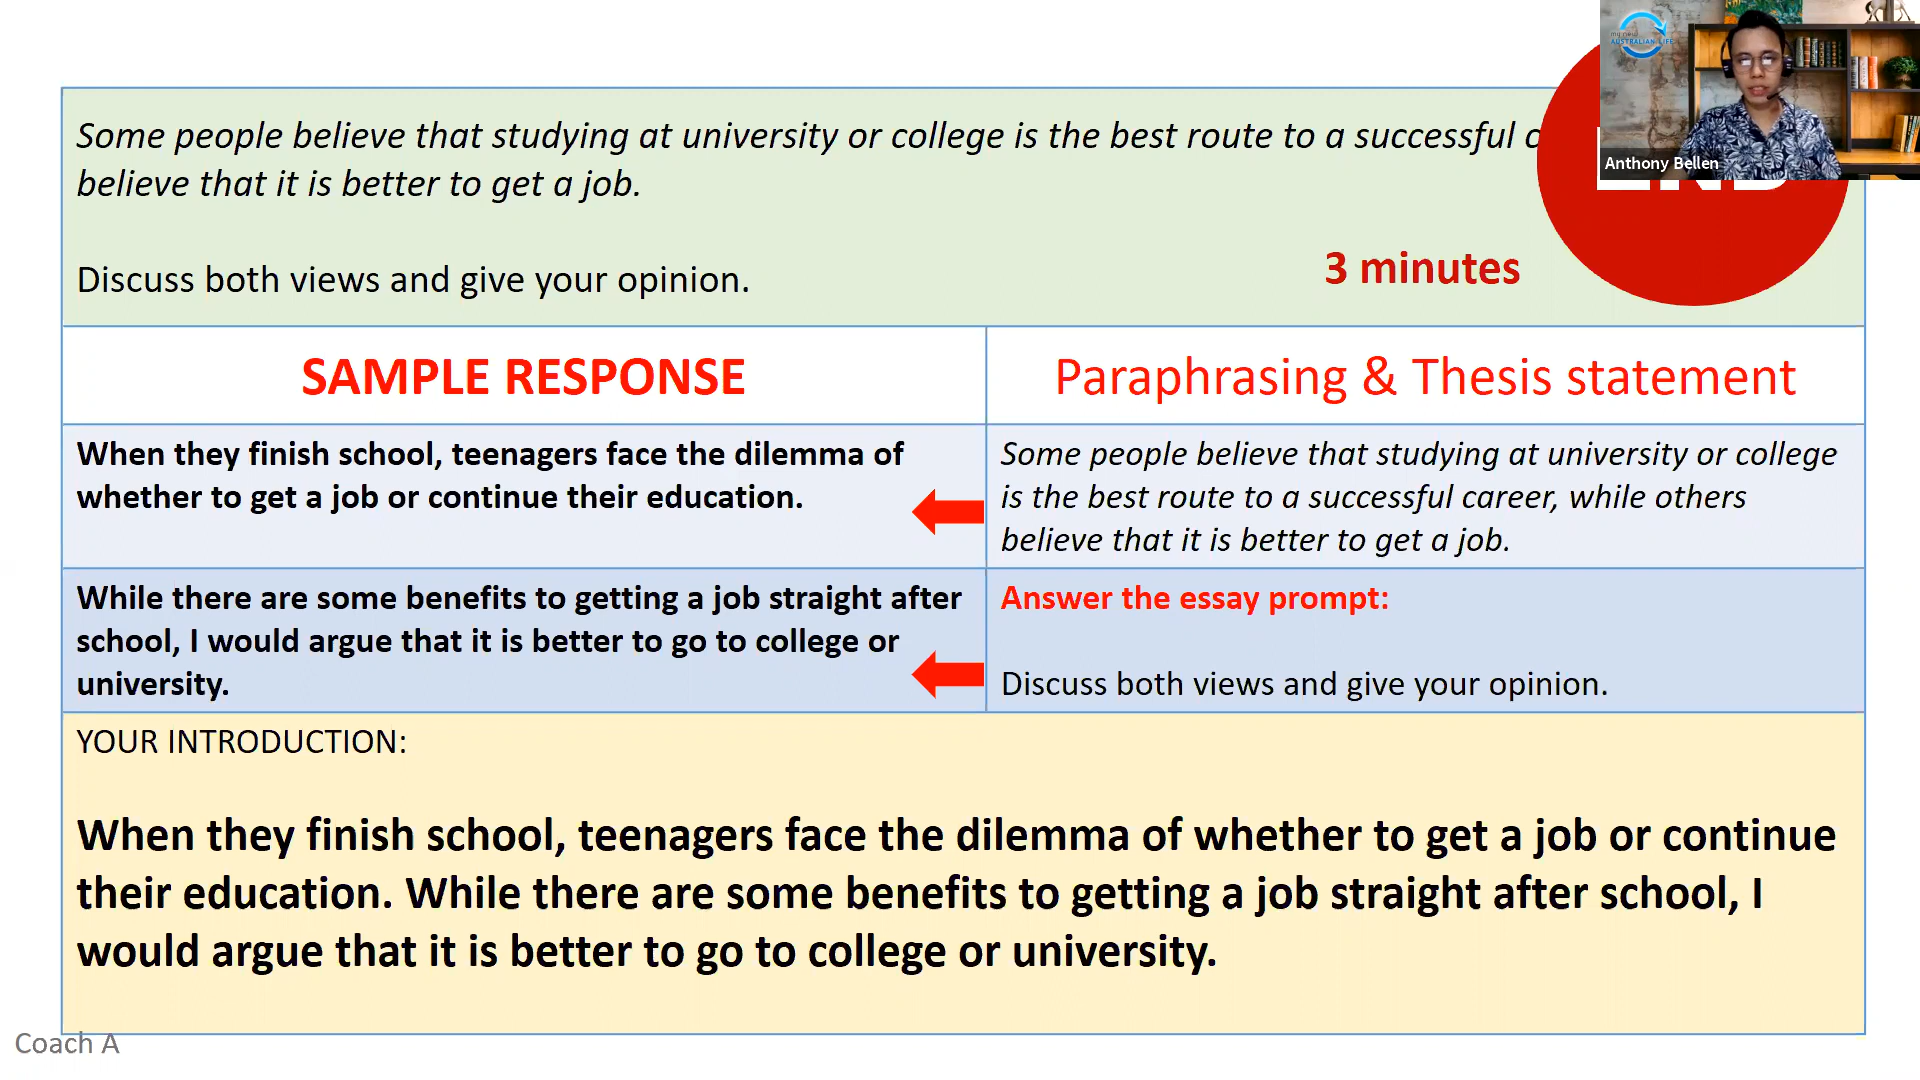 my new
AUSTRALIAN LIFE
Anthony Bellen
Some people believe that studying at university or college is the best route to a successful
believe that it is better to get a job.
Discuss both views and give your opinion.
3 minutes
SAMPLE RESPONSE
Paraphrasing & Thesis statement
When they finish school, teenagers face the dilemma of
whether to get a job or continue their education.
Some people believe that studying at university or college
is the best route to a successful career, while others
believe that it is better to get a job.
While there are some benefits to getting a job straight after
school, I would argue that it is better to go to college or
university.
Answer the essay prompt:
Discuss both views and give your opinion.
YOUR INTRODUCTION:
When they finish school, teenagers face the dilemma of whether to get a job or continue
their education. While there are some benefits to getting a job straight after school, I
would argue that it is better to go to college or university.
Coach A